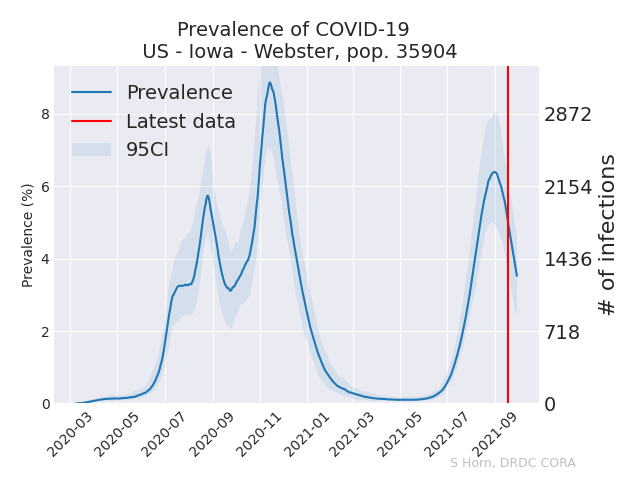 Prevalence of COVID-19
US - Iowa - Webster, pop. 35904
Prevalence
Latest data
95CI
Prevalence (%)
8
6
4
2
0
2872
2154
1436
718
0
# of infections
2020-03
2020-05
2020-07
2020-09
2020-11
2021-01
2021-03
2021-05
2021-07
2021-09
S Horn, DRDC CORA